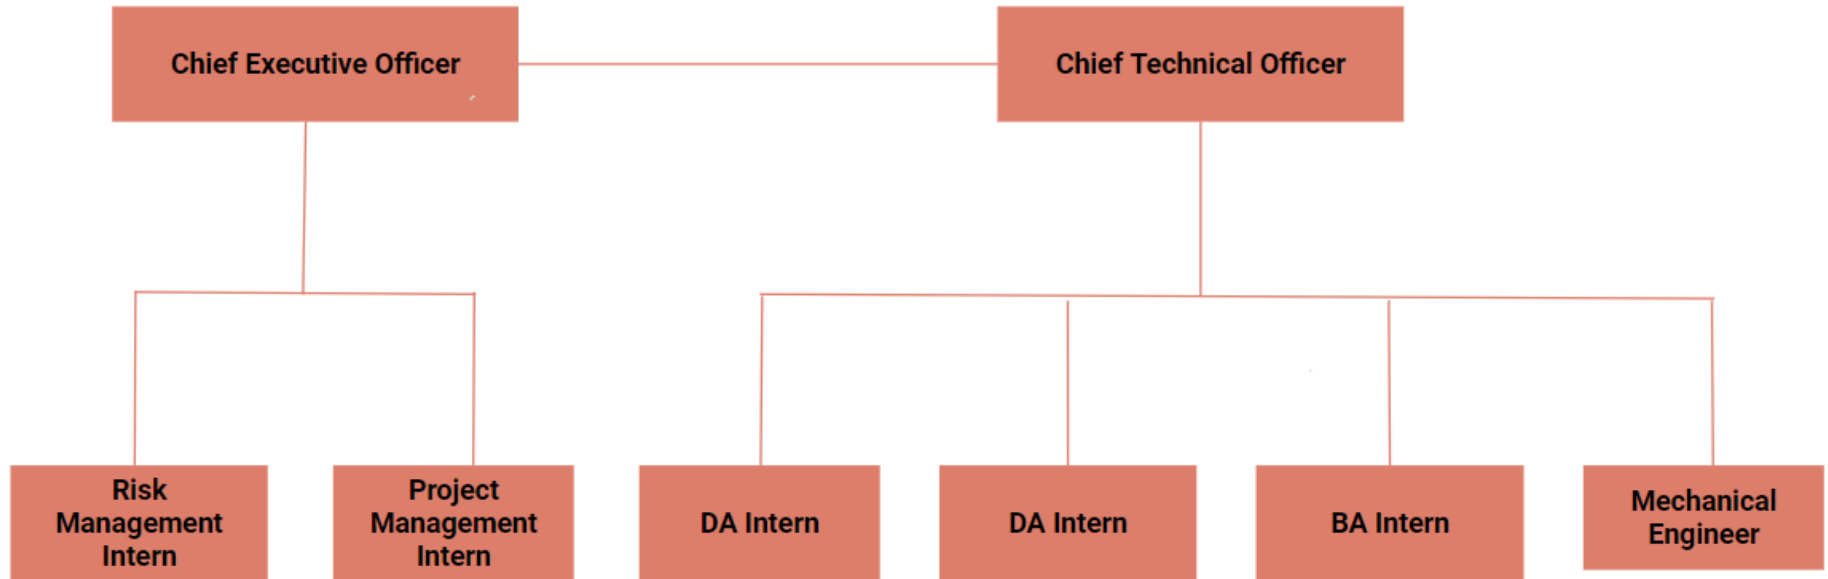 Chief Executive Officer
Chief Technical Officer
Risk
Management
Intern
Project
Management
Intern
DA Intern
DA Intern
BA Intern
Mechanical
Engineer